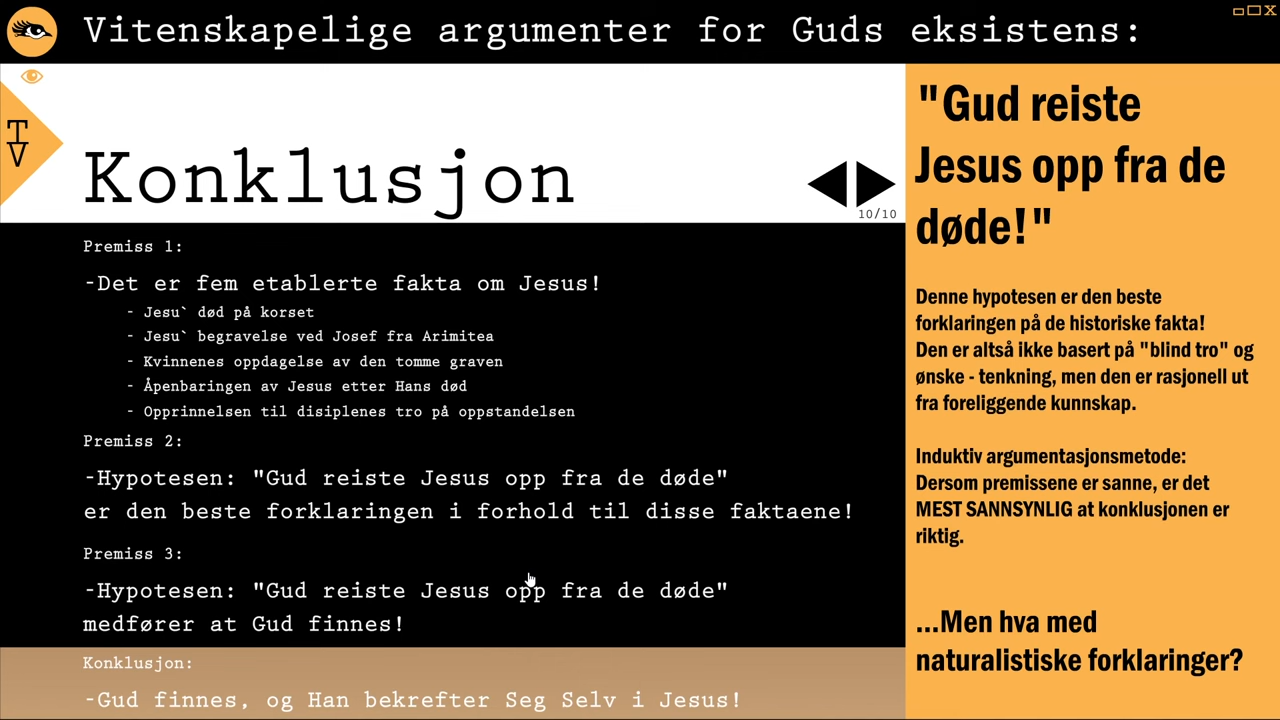 Vitenskapelige argumenter for Guds eksistens:
TV
Konklusjon
10/10
Premiss 1:
-Det er fem etablerte fakta om Jesus!
- Jesu` død på korset
- Jesu` begravelse ved Josef fra Arimitea
- Kvinnenes oppdagelse av den tomme graven
- Åpenbaringen av Jesus etter Hans død
- Opprinnelsen til disiplenes tro på oppstandelsen
Premiss 2:
-Hypotesen: "Gud reiste Jesus opp fra de døde"
er den beste forklaringen i forhold til disse faktaene!
Premiss 3:
-Hypotesen: "Gud reiste Jesus opp fra de døde"
medfører at Gud finnes!
Konklusjon:
-Gud finnes, og Han bekrefter Seg Selv i Jesus!
"Gud reiste
Jesus opp fra de
døde!"
Denne hypotesen er den beste
forklaringen på de historiske fakta!
Den er altså ikke basert på "blind tro" og
ønske - tenkning, men den er rasjonell ut
fra foreliggende kunnskap.
Induktiv argumentasjonsmetode:
Dersom premissene er sanne, er det
MEST SANNSYNLIG at konklusjonen er
riktig.
...Men hva med
naturalistiske forklaringer?